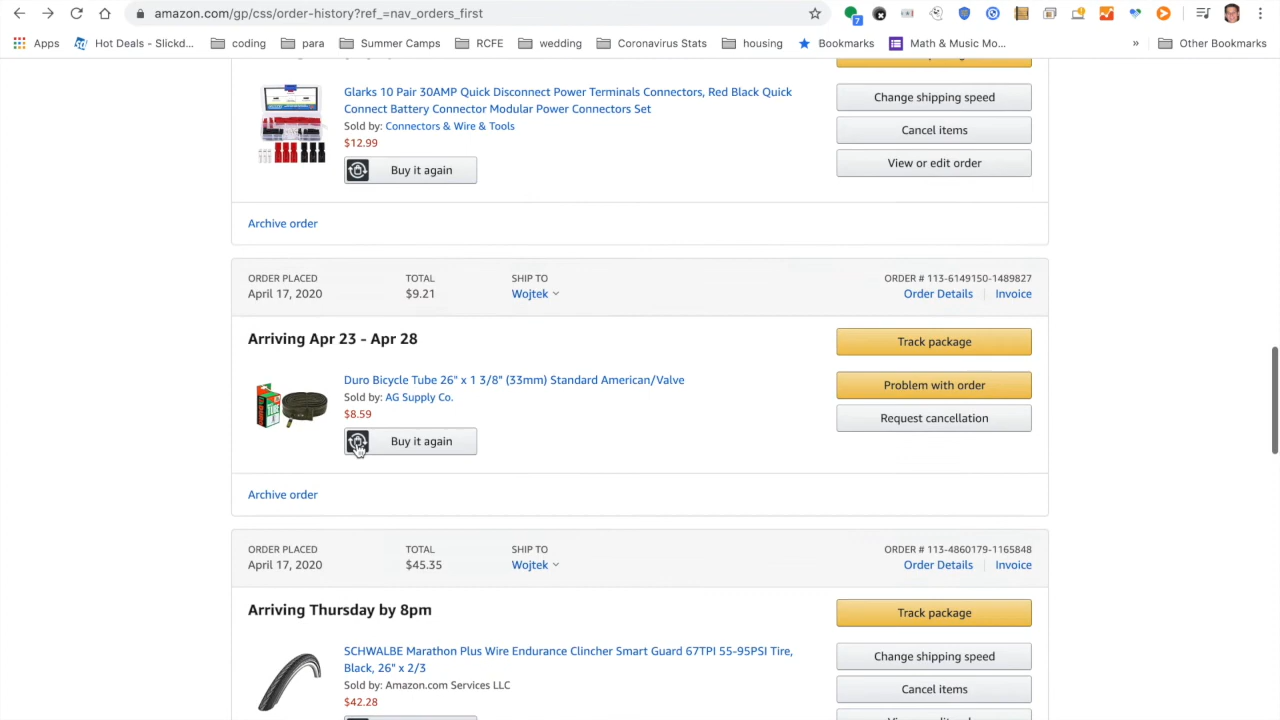 amazon.com/gp/css/order-history?ref_=nav_orders_first
7
Apps
Hot Deals - Slickd...
coding
para
Summer Camps
RCFE
wedding
Coronavirus Stats
housing
Bookmarks
Math & Music Mo...
»
Other Bookmarks
Glarks 10 Pair 30AMP Quick Disconnect Power Terminals Connectors, Red Black Quick
Connect Battery Connector Modular Power Connectors Set
Sold by: Connectors & Wire & Tools
$12.99
Buy it again
Change shipping speed
Cancel items
View or edit order
Archive order
ORDER PLACED
April 17, 2020
TOTAL
$9.21
SHIP TO
Wojtek
ORDER # 113-6149150-1489827
Order Details
Invoice
Arriving Apr 23 - Apr 28
Duro Bicycle Tube 26" x 1 3/8" (33mm) Standard American/Valve
Sold by: AG Supply Co.
$8.59
Buy it again
Track package
Problem with order
Request cancellation
Archive order
ORDER PLACED
April 17, 2020
TOTAL
$45.35
SHIP TO
Wojtek
ORDER # 113-4860179-1165848
Order Details
Invoice
Arriving Thursday by 8pm
SCHWALBE Marathon Plus Wire Endurance Clincher Smart Guard 67TPI 55-95PSI Tire,
Black, 26" x 2/3
Sold by: Amazon.com Services LLC
$42.28
Track package
Change shipping speed
Cancel items